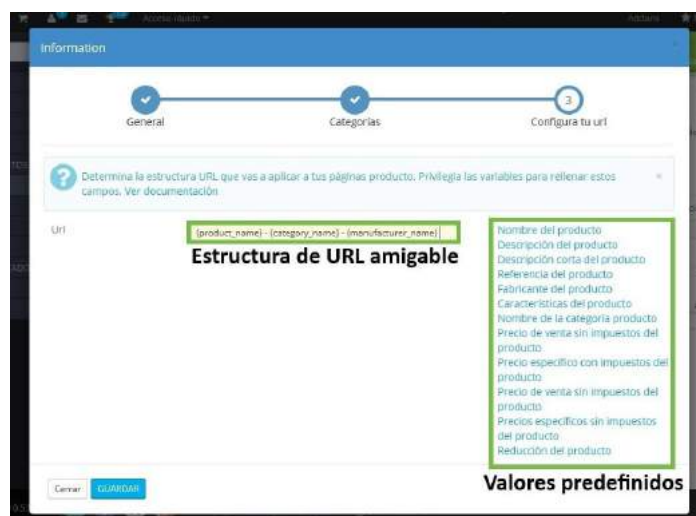 Acceso rápido
Addans
Information
×
3
General
Categorías
Configura tu url
? Determina la estructura URL que vas a aplicar a tus páginas producto. Privilegia las variables para rellenar estos
campos. Ver documentación
Url
{product_name} - {category_name} - {manufacturer_name}
Estructura de URL amigable
Nombre del producto
Descripción del producto
Descripción corta del producto
Referencia del producto
Fabricante del producto
Características del producto
Nombre de la categoría producto
Precio de venta sin impuestos del
producto
Precio específico con impuestos del
producto
Precio de venta sin impuestos del
producto
Precios específicos sin impuestos
del producto
Reducción del producto
Cerrar
GUARDAR
Valores predefinidos